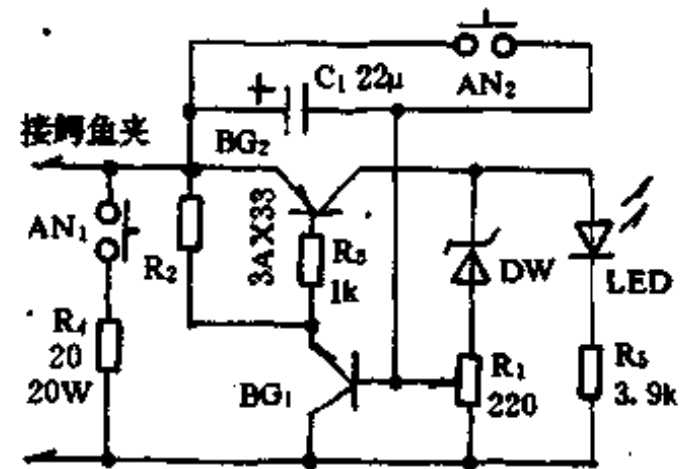 C₁ 22μ
AN₂
接鳄鱼夹
BG₂
AN₁
R₂
3AX33
R₃
1k
DW
LED
R₄
20
20W
BG₁
R₁
220
R₅
3.9k